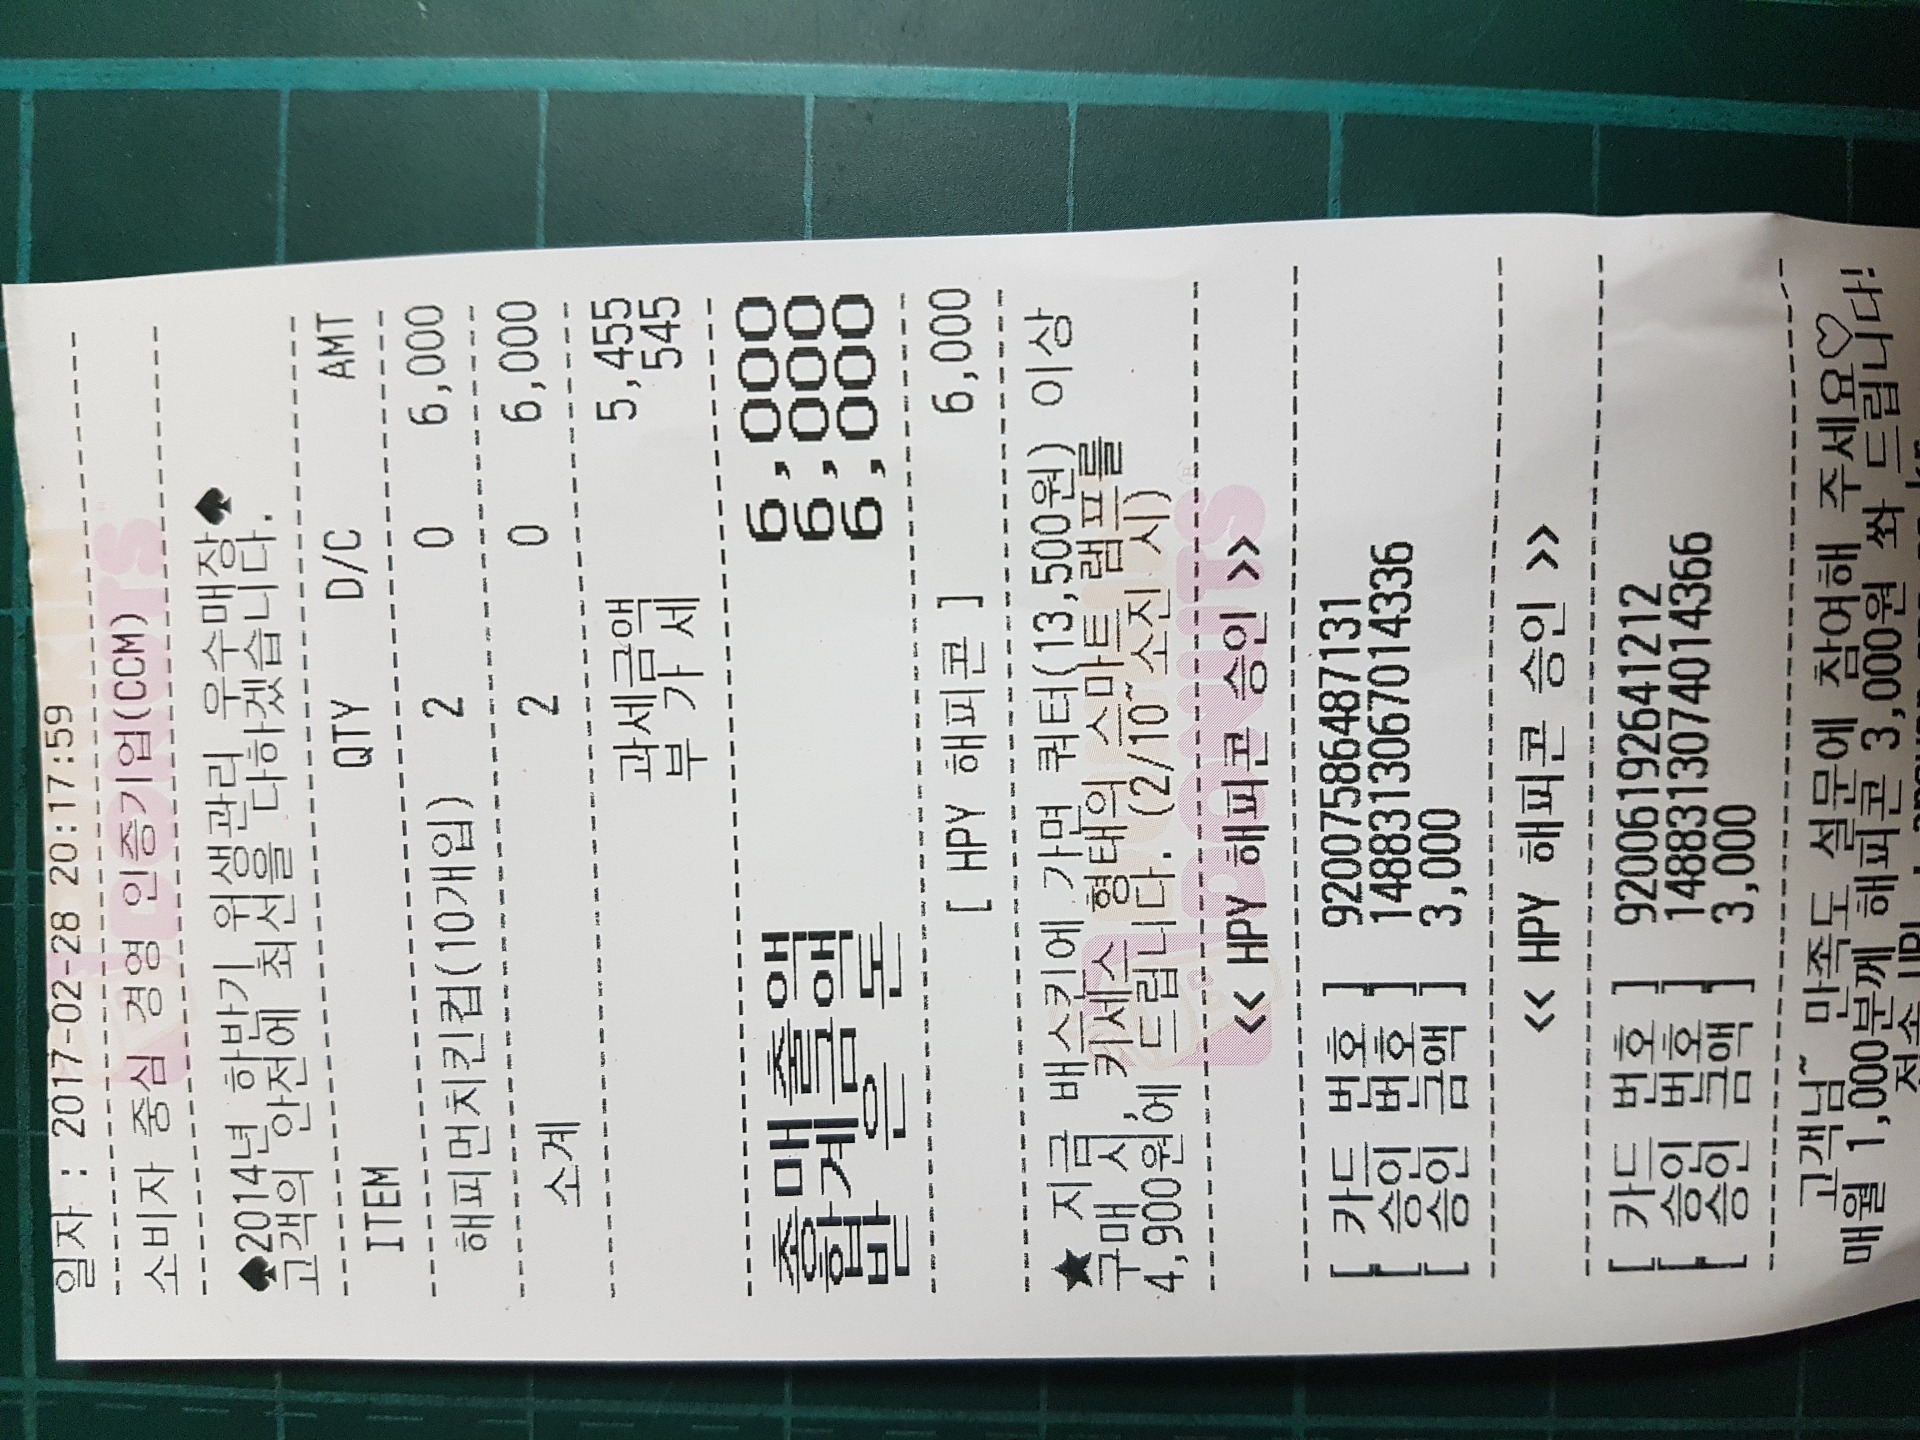 일자 : 2017-02-28 20:17:59
소비자 중심 경영 인증기업(CCM)
♠2014년 하반기 위생관리 우수매장♠
고객의 안전에 최선을 다하겠습니다.
ITEM QTY D/C AMT
해피먼치킨컵(10개입) 2 0 6,000
소계 2 0 6,000
과세금액 5,455
부 가 세 545
총매출액 6,000
합계금액 6,000
받 은 돈 6,000
[ HPY 해피콘 ] 6,000
★ 지금 배스킨에 가면 쿼터(13,500원) 이상
구매 시, 키세스 형태의 스마트 램프를
4,900원에 드립니다. (2/10~소진 시)
DONUTS
<< HPY 해피콘 승인 >>
[ 카드 번호 ] 92007586487131
[ 승인 번호 ] 148831306701433​6
[ 승인 금액 ] 3,000
<< HPY 해피콘 승인 >>
[ 카드 번호 ] 92006192641212
[ 승인 번호 ] 1488313074014366
[ 승인 금액 ] 3,000
고객님~ 만족도 설문에 참여해 주세요♡
매월 1,000분께 해피콘 3,000원 쏴 드립니다!